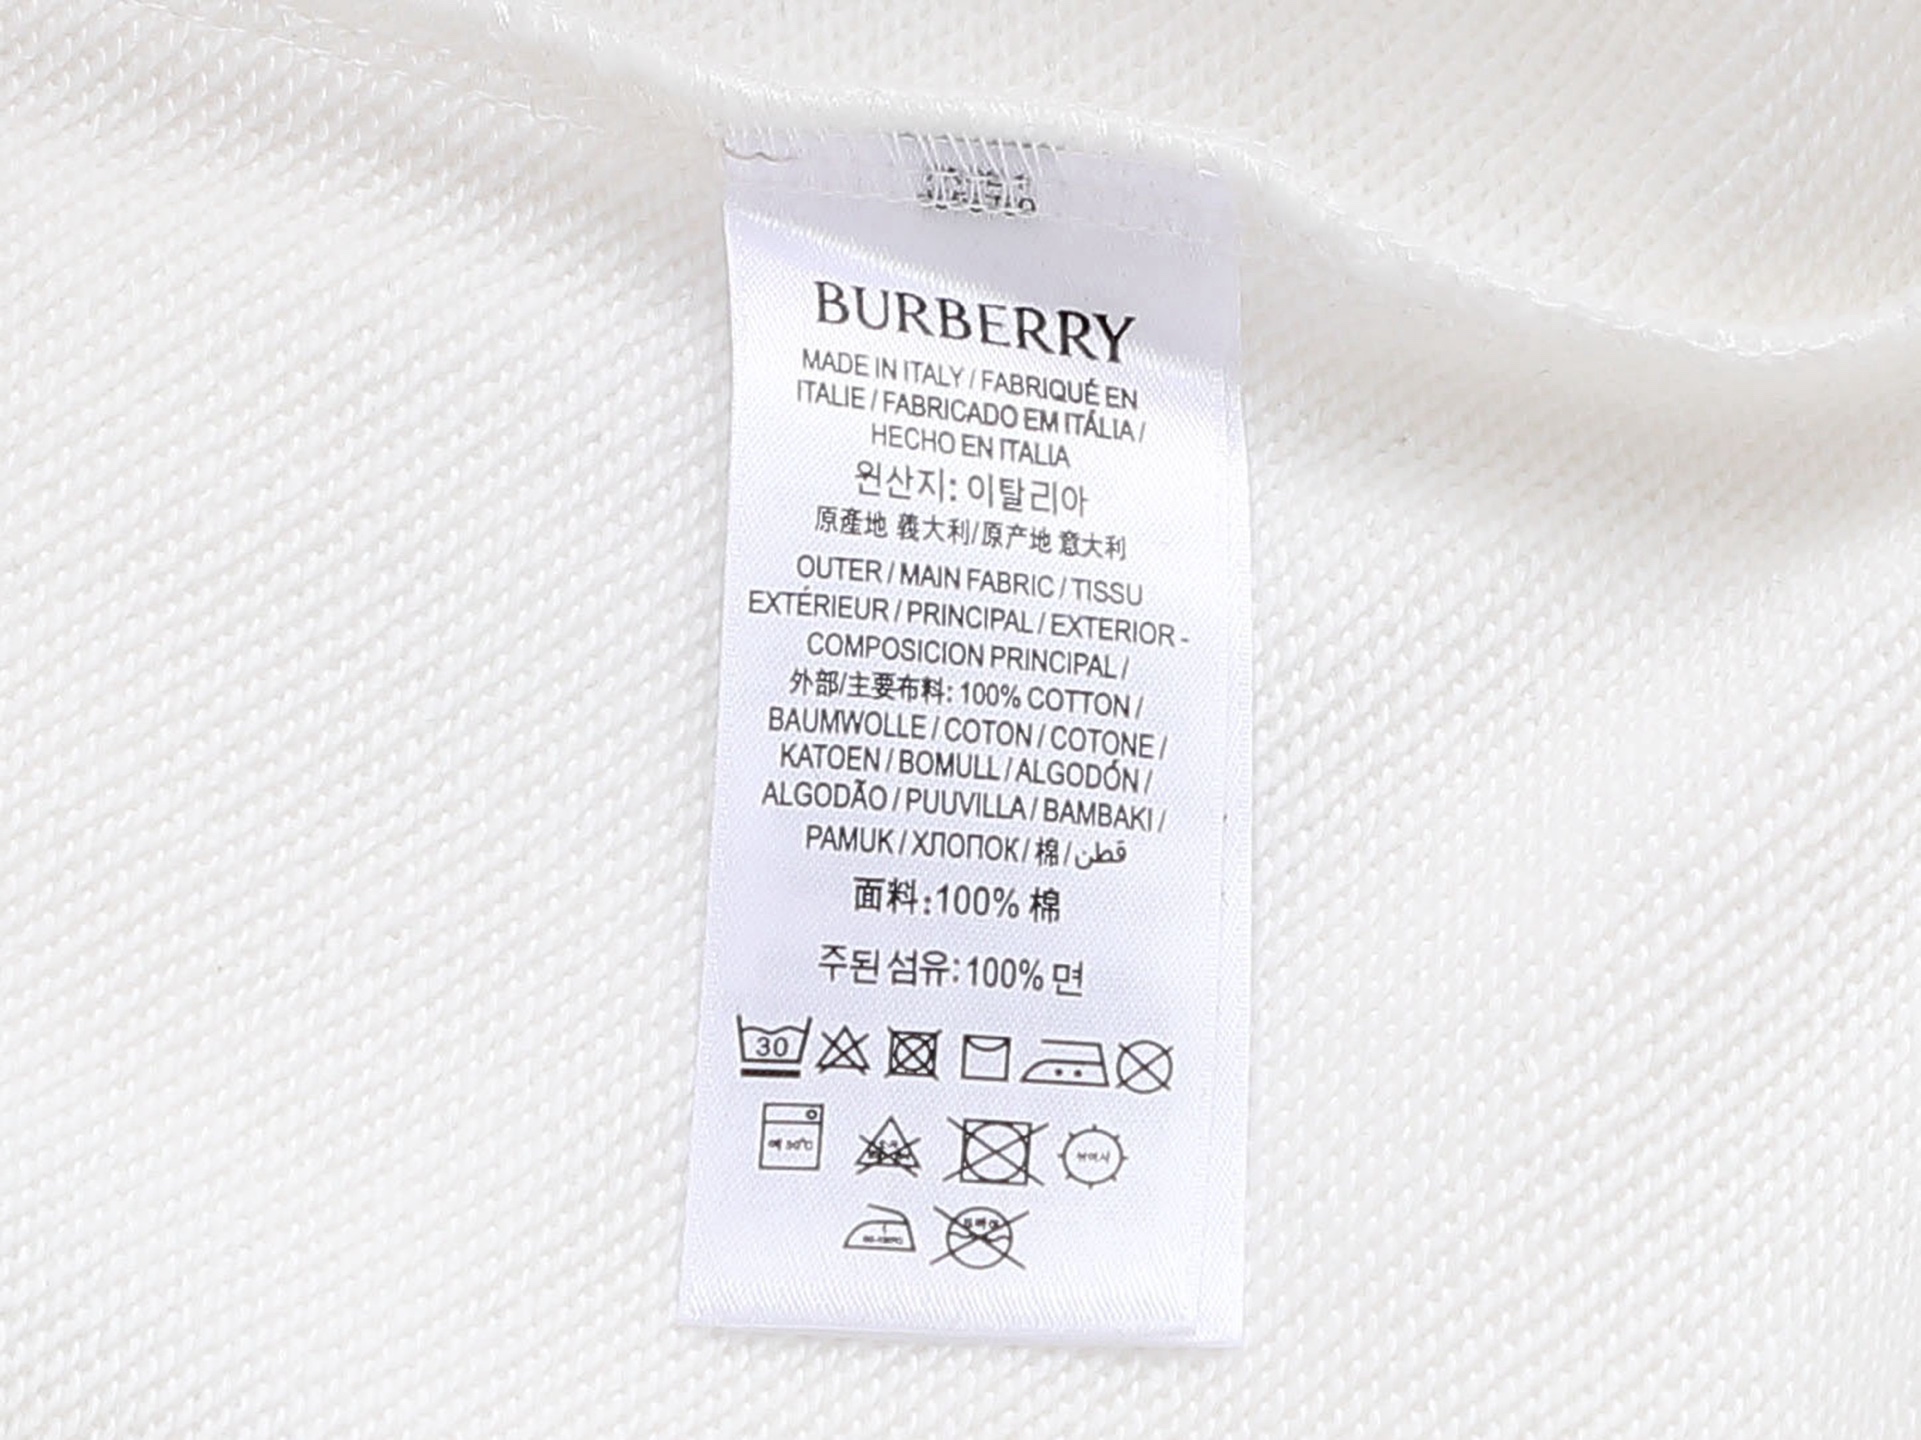 BURBERRY
MADE IN ITALY / FABRIQUÉ EN
ITALIE / FABRICADO EM ITÁLIA /
HECHO EN ITALIA
원산지: 이탈리아
原產地 義大利/原产地 意大利
OUTER / MAIN FABRIC / TISSU
EXTÉRIEUR / PRINCIPAL / EXTERIOR -
COMPOSICION PRINCIPAL /
外部/主要布料: 100% COTTON /
BAUMWOLLE / COTON / COTONE /
KATOEN / BOMULL / ALGODÓN /
ALGODÃO / PUUVILLA / BAMBAKI /
PAMUK / ХЛОПОК / 棉 / قطن
面料:100% 棉
주된 섬유:100% 면
30